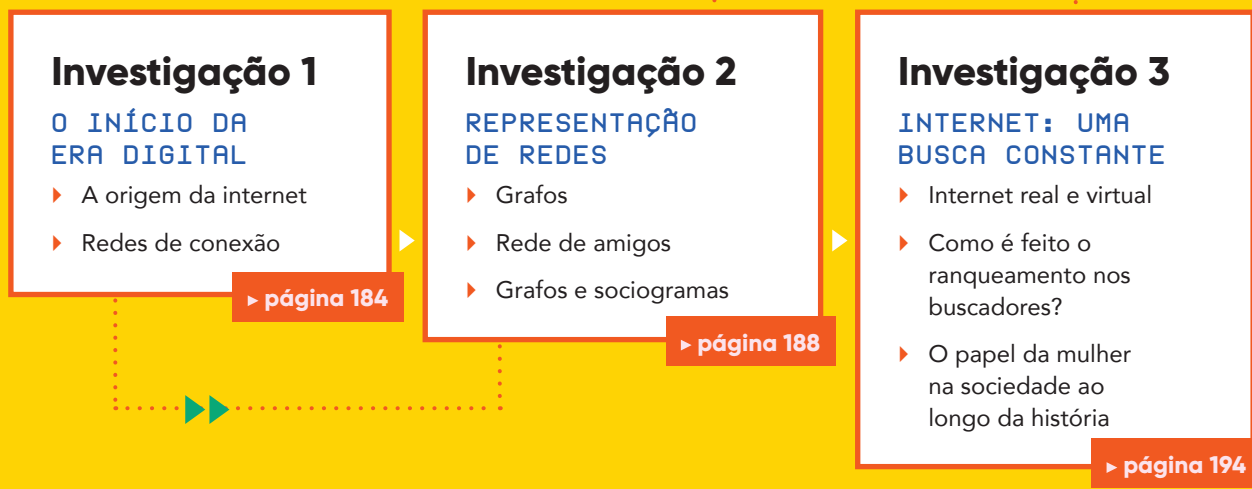 Investigação 1
O INÍCIO DA
ERA DIGITAL
A origem da internet
Redes de conexão
página 184
Investigação 2
REPRESENTAÇÃO
DE REDES
Grafos
Rede de amigos
Grafos e sociogramas
página 188
Investigação 3
INTERNET: UMA
BUSCA CONSTANTE
Internet real e virtual
Como é feito o
ranqueamento nos
buscadores?
O papel da mulher
na sociedade ao
longo da história
página 194